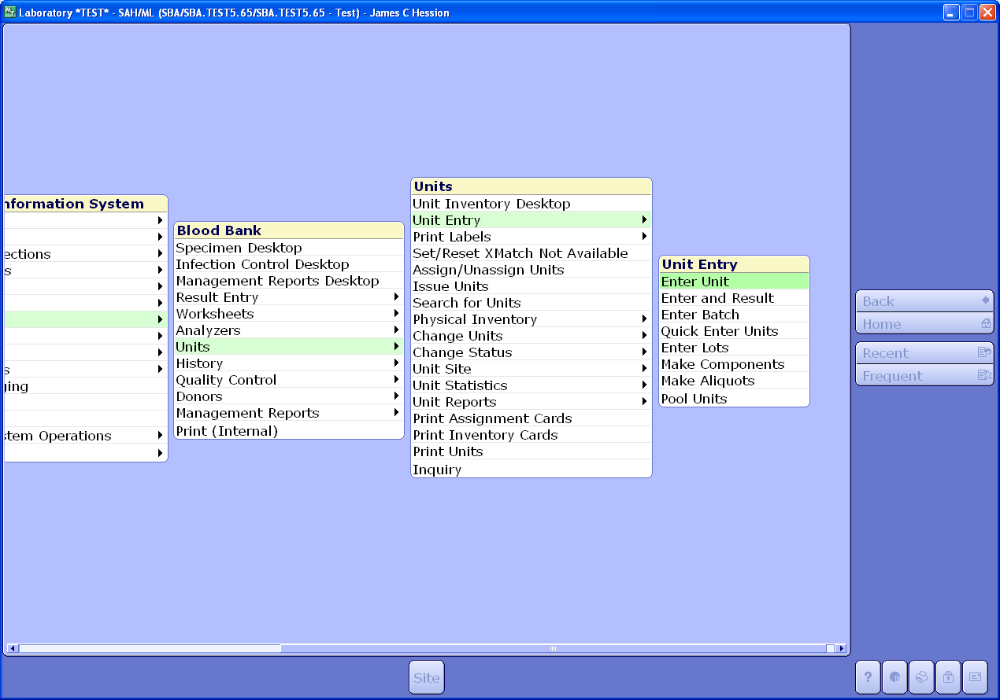 Laboratory *TEST* - SAH/ML (SBA/SBA.TEST5.65/SBA.TEST5.65 - Test) - James C Hession
nformation System
ections
s
s
ging
stem Operations
Blood Bank
Specimen Desktop
Infection Control Desktop
Management Reports Desktop
Result Entry
Worksheets
Analyzers
Units
History
Quality Control
Donors
Management Reports
Print (Internal)
Units
Unit Inventory Desktop
Unit Entry
Print Labels
Set/Reset XMatch Not Available
Assign/Unassign Units
Issue Units
Search for Units
Physical Inventory
Change Units
Change Status
Unit Site
Unit Statistics
Unit Reports
Print Assignment Cards
Print Inventory Cards
Print Units
Inquiry
Unit Entry
Enter Unit
Enter and Result
Enter Batch
Quick Enter Units
Enter Lots
Make Components
Make Aliquots
Pool Units
Back
Home
Recent
Frequent
Site
?